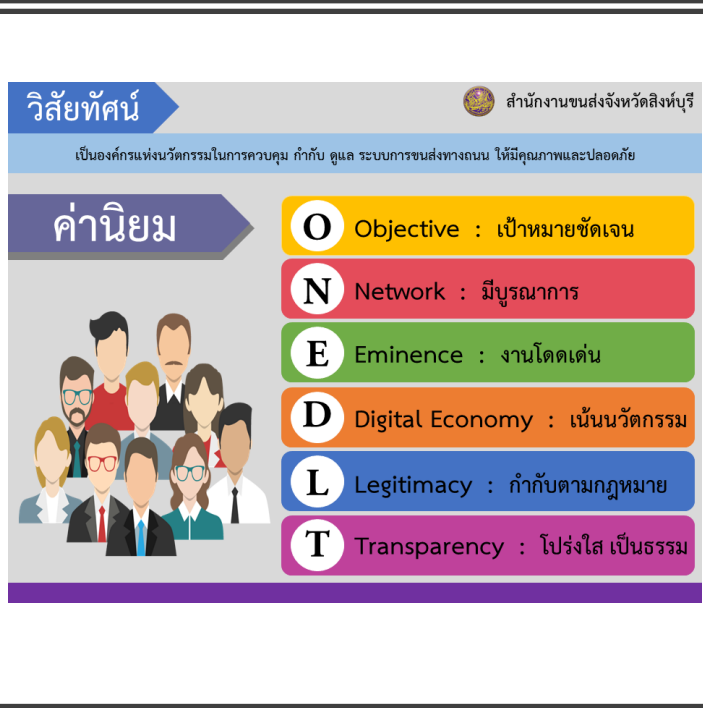 วิสัยทัศน์
สำนักงานขนส่งจังหวัดสิงห์บุรี
เป็นองค์กรแห่งนวัตกรรมในการควบคุม กำกับ ดูแล ระบบการขนส่งทางถนน ให้มีคุณภาพและปลอดภัย
ค่านิยม
O Objective : เป้าหมายชัดเจน
N Network : มีบูรณาการ
E Eminence : งานโดดเด่น
D Digital Economy : เน้นนวัตกรรม
L Legitimacy : กำกับตามกฎหมาย
T Transparency : โปร่งใส เป็นธรรม